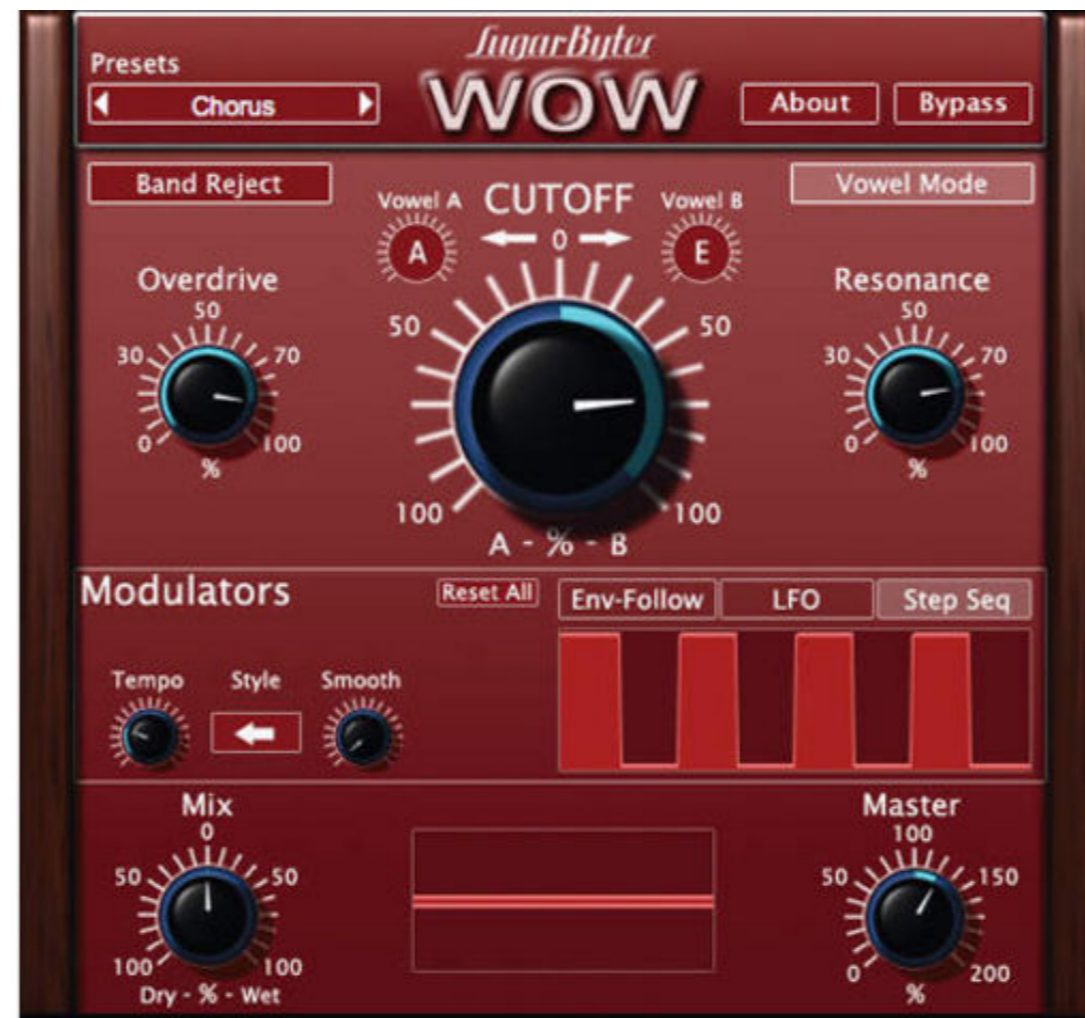 SugarBytes
Presets
Chorus
WOW
About
Bypass
Band Reject
Vowel Mode
Vowel A
CUTOFF
Vowel B
A
0
E
Overdrive
50
30
70
0
100
%
50
50
100
100
A - % - B
Resonance
50
30
70
0
100
%
Modulators
Reset All
Env-Follow
LFO
Step Seq
Tempo
Style
Smooth
Mix
0
50
50
100
100
Dry - % - Wet
Master
100
50
150
0
200
%